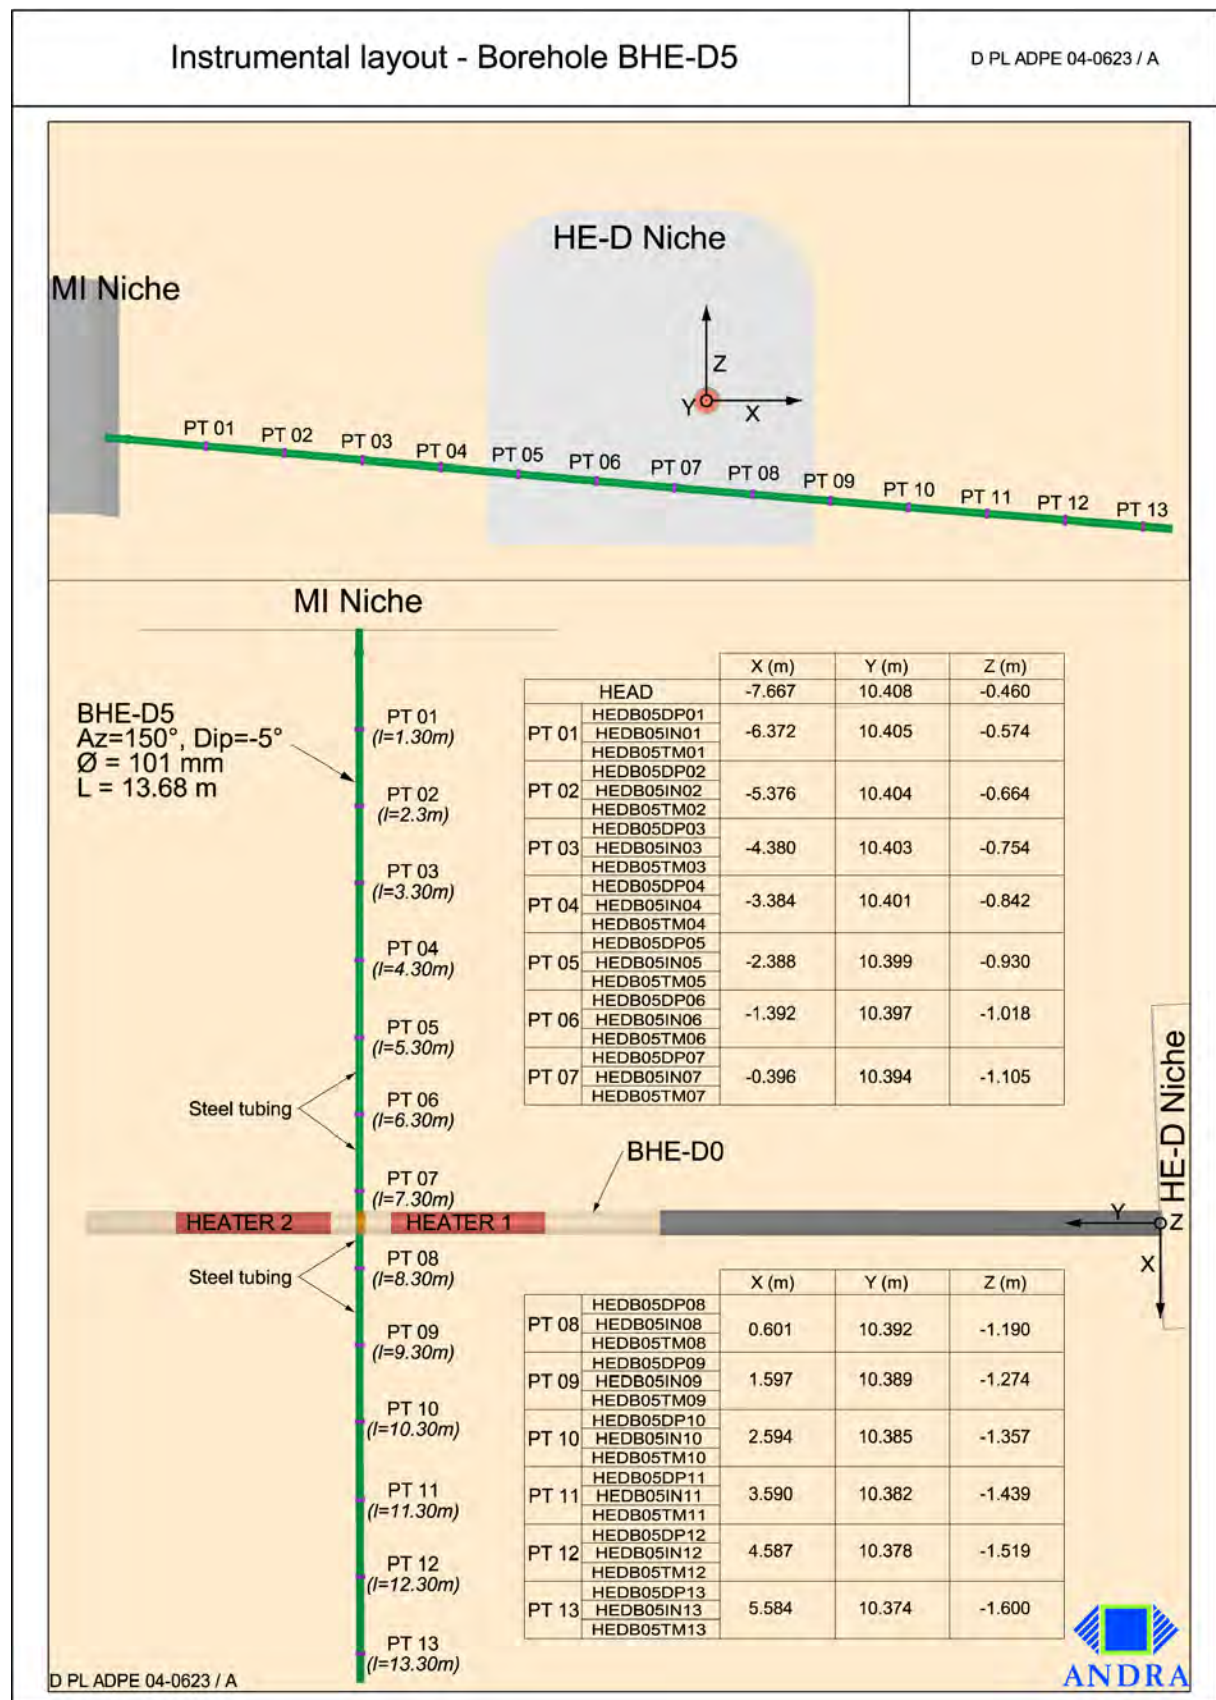 Instrumental layout - Borehole BHE-D5
D PL ADPE 04-0623 / A
HE-D Niche
MI Niche
Z
Y
X
PT 01
PT 02
PT 03
PT 04
PT 05
PT 06
PT 07
PT 08
PT 09
PT 10
PT 11
PT 12
PT 13
MI Niche
BHE-D5
Az=150°, Dip=-5°
Ø = 101 mm
L = 13.68 m
PT 01
(l=1.30m)
PT 02
(l=2.3m)
PT 03
(l=3.30m)
PT 04
(l=4.30m)
PT 05
(l=5.30m)
Steel tubing
PT 06
(l=6.30m)
PT 07
(l=7.30m)
X (m) Y (m) Z (m)
HEAD -7.667 10.408 -0.460
HEDB05DP01
PT 01 HEDB05IN01 -6.372 10.405 -0.574
HEDB05TM01
HEDB05DP02
PT 02 HEDB05IN02 -5.376 10.404 -0.664
HEDB05TM02
HEDB05DP03
PT 03 HEDB05IN03 -4.380 10.403 -0.754
HEDB05TM03
HEDB05DP04
PT 04 HEDB05IN04 -3.384 10.401 -0.842
HEDB05TM04
HEDB05DP05
PT 05 HEDB05IN05 -2.388 10.399 -0.930
HEDB05TM05
HEDB05DP06
PT 06 HEDB05IN06 -1.392 10.397 -1.018
HEDB05TM06
HEDB05DP07
PT 07 HEDB05IN07 -0.396 10.394 -1.105
HEDB05TM07
HE-D Niche
BHE-D0
HEATER 2
HEATER 1
Y
Z
X
Steel tubing
PT 08
(l=8.30m)
PT 09
(l=9.30m)
PT 10
(l=10.30m)
PT 11
(l=11.30m)
PT 12
(l=12.30m)
PT 13
(l=13.30m)
X (m) Y (m) Z (m)
HEDB05DP08
PT 08 HEDB05IN08 0.601 10.392 -1.190
HEDB05TM08
HEDB05DP09
PT 09 HEDB05IN09 1.597 10.389 -1.274
HEDB05TM09
HEDB05DP10
PT 10 HEDB05IN10 2.594 10.385 -1.357
HEDB05TM10
HEDB05DP11
PT 11 HEDB05IN11 3.590 10.382 -1.439
HEDB05TM11
HEDB05DP12
PT 12 HEDB05IN12 4.587 10.378 -1.519
HEDB05TM12
HEDB05DP13
PT 13 HEDB05IN13 5.584 10.374 -1.600
HEDB05TM13
D PL ADPE 04-0623 / A
ANDRA